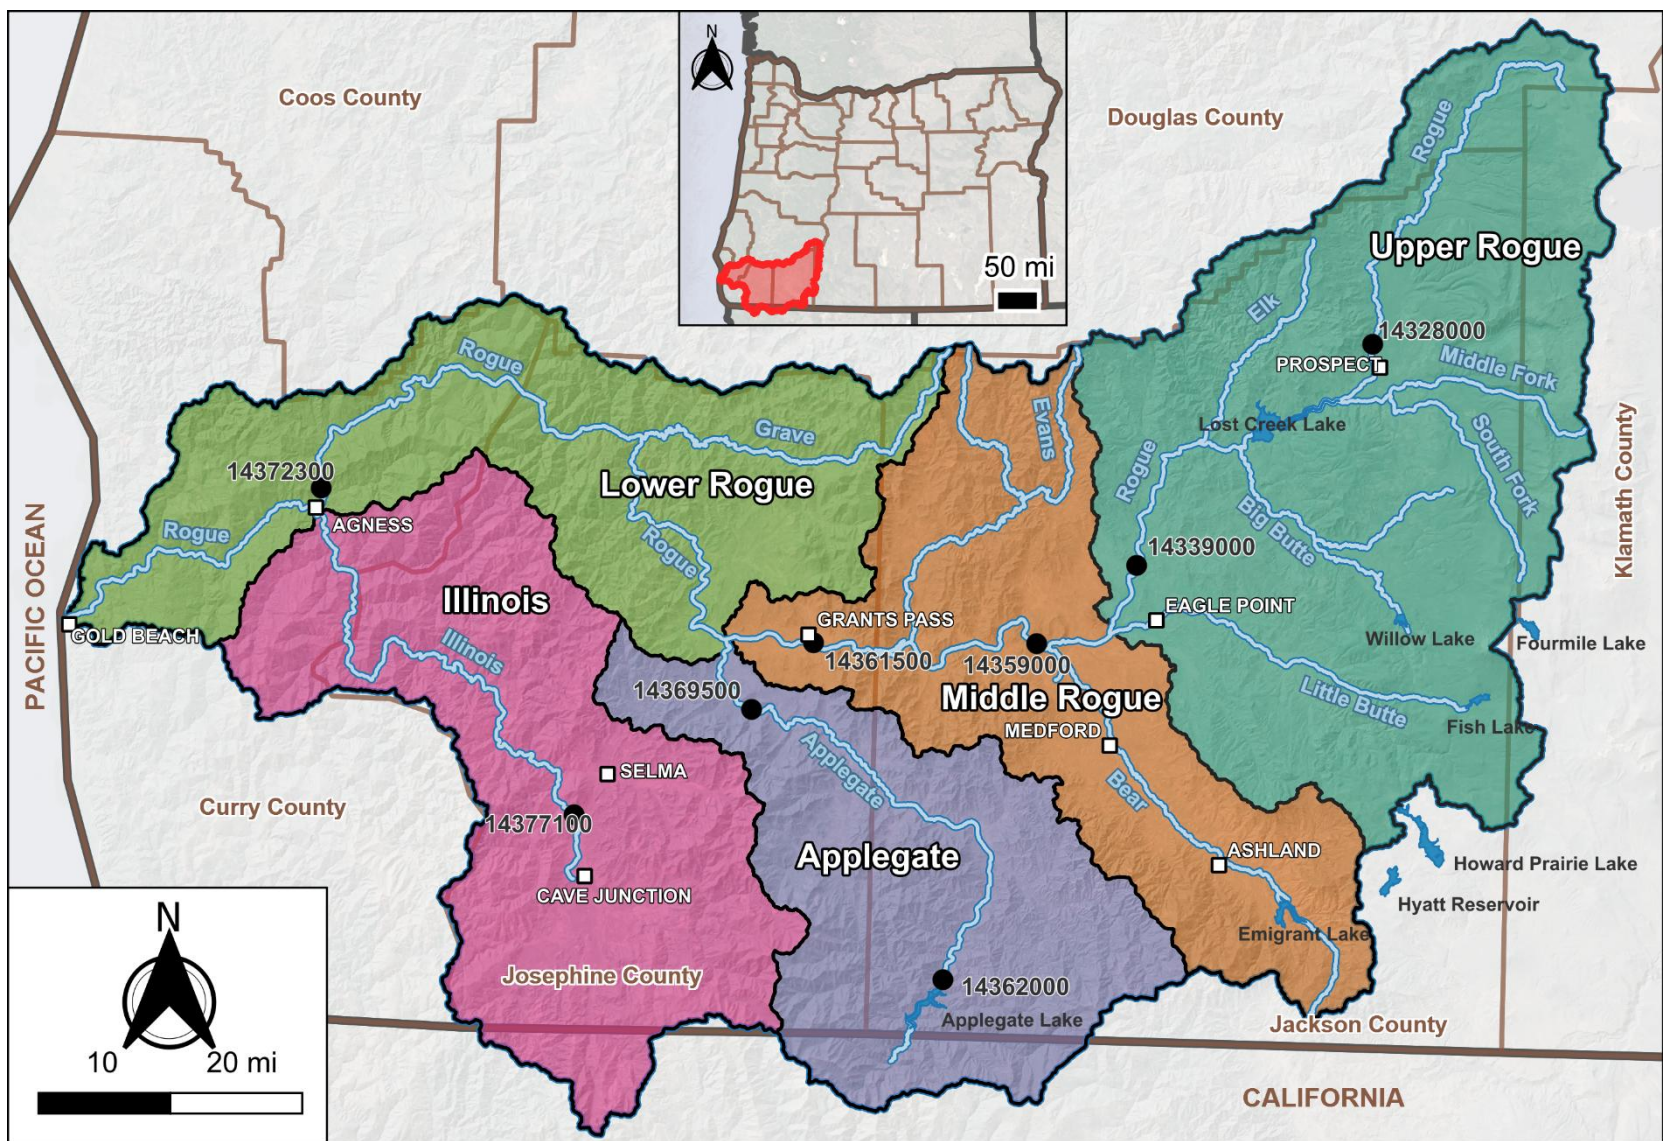 N
50 mi
Coos County
Douglas County
Rogue
Upper Rogue
Elk
14328000
PROSPECT
Middle Fork
Rogue
Lost Creek Lake
Grave
Evans
Klamath County
South Fork
14372300
Lower Rogue
Rogue
AGNESS
Rogue
Big Butte
PACIFIC OCEAN
Rogue
14339000
Illinois
EAGLE POINT
GRANTS PASS
GOLD BEACH
Willow Lake
Fourmile Lake
Illinois
14361500
14359000
14369500
Middle Rogue
Little Butte
MEDFORD
Fish Lake
Applegate
SELMA
Bear
Curry County
14377100
Applegate
ASHLAND
Howard Prairie Lake
CAVE JUNCTION
Hyatt Reservoir
Emigrant Lake
N
Josephine County
14362000
Applegate Lake
Jackson County
10
20 mi
CALIFORNIA